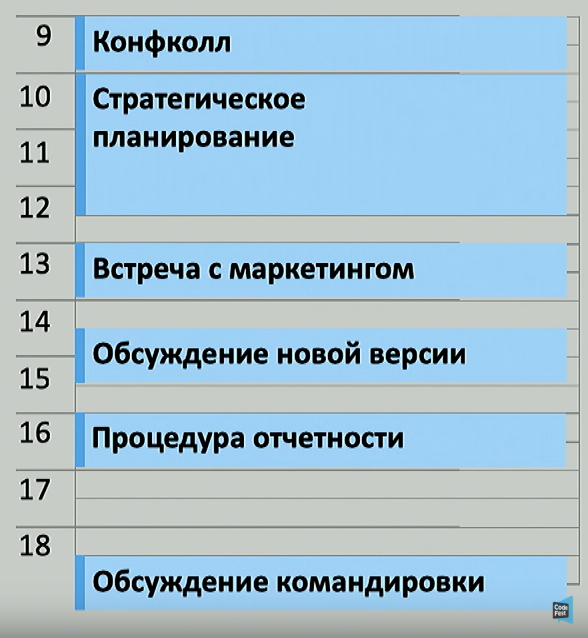 9 Конфколл
10 Стратегическое
планирование
11
12
13 Встреча с маркетингом
14
Обсуждение новой версии
15
16 Процедура отчетности
17
18
Обсуждение командировки
Code
Fest